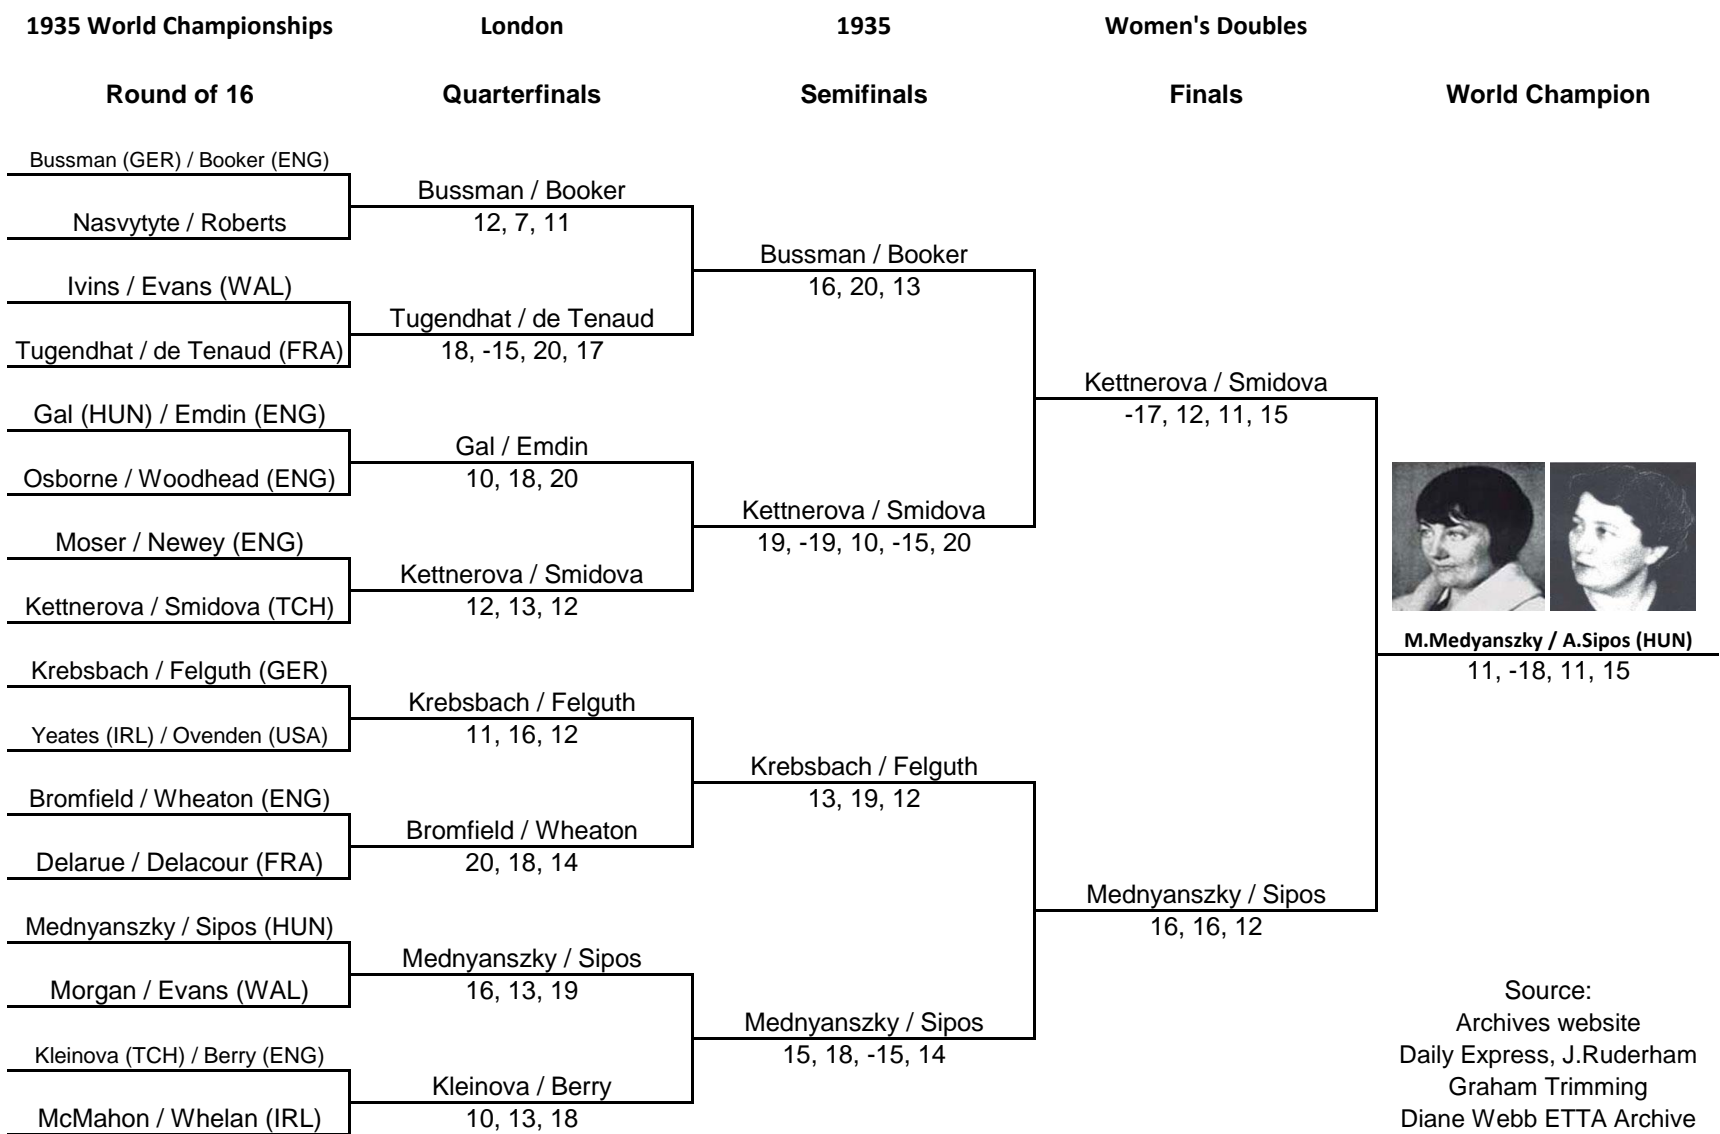 1935 World Championships London 1935 Women's Doubles
Round of 16 Quarterfinals Semifinals Finals World Champion
Bussman (GER) / Booker (ENG)
Nasvytyte / Roberts
Ivins / Evans (WAL)
Tugendhat / de Tenaud (FRA)
Gal (HUN) / Emdin (ENG)
Osborne / Woodhead (ENG)
Moser / Newey (ENG)
Kettnerova / Smidova (TCH)
Krebsbach / Felguth (GER)
Yeates (IRL) / Ovenden (USA)
Bromfield / Wheaton (ENG)
Delarue / Delacour (FRA)
Mednyanszky / Sipos (HUN)
Morgan / Evans (WAL)
Kleinova (TCH) / Berry (ENG)
McMahon / Whelan (IRL)
Bussman / Booker
12, 7, 11
Tugendhat / de Tenaud
18, -15, 20, 17
Gal / Emdin
10, 18, 20
Kettnerova / Smidova
12, 13, 12
Krebsbach / Felguth
11, 16, 12
Bromfield / Wheaton
20, 18, 14
Mednyanszky / Sipos
16, 13, 19
Kleinova / Berry
10, 13, 18
Bussman / Booker
16, 20, 13
Kettnerova / Smidova
19, -19, 10, -15, 20
Krebsbach / Felguth
13, 19, 12
Mednyanszky / Sipos
15, 18, -15, 14
Kettnerova / Smidova
-17, 12, 11, 15
Mednyanszky / Sipos
16, 16, 12
M.Medyanszky / A.Sipos (HUN)
11, -18, 11, 15
Source:
Archives website
Daily Express, J.Ruderham
Graham Trimming
Diane Webb ETTA Archive